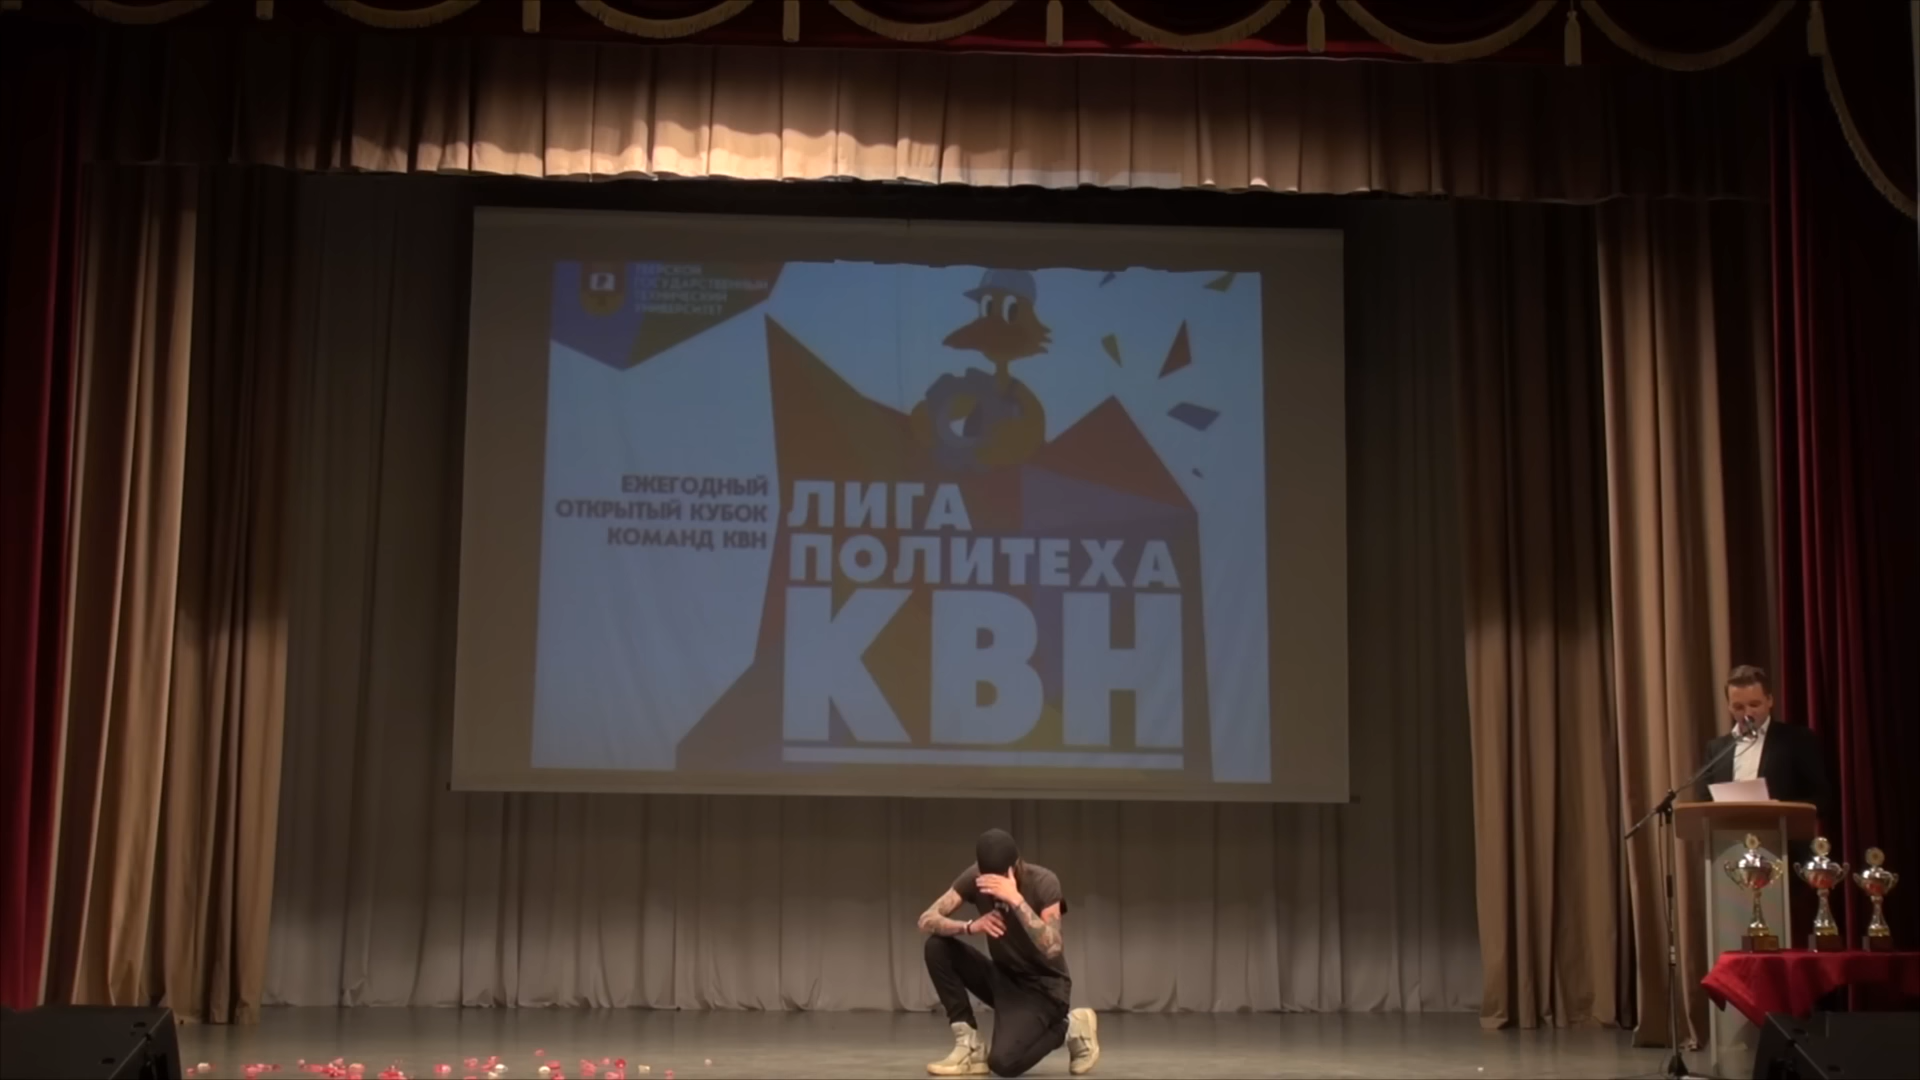 ТВЕРСКОЙ
ГОСУДАРСТВЕННЫЙ
ТЕХНИЧЕСКИЙ
УНИВЕРСИТЕТ
ЕЖЕГОДНЫЙ
ОТКРЫТЫЙ КУБОК
КОМАНД КВН
ЛИГА
ПОЛИТЕХА
КВН